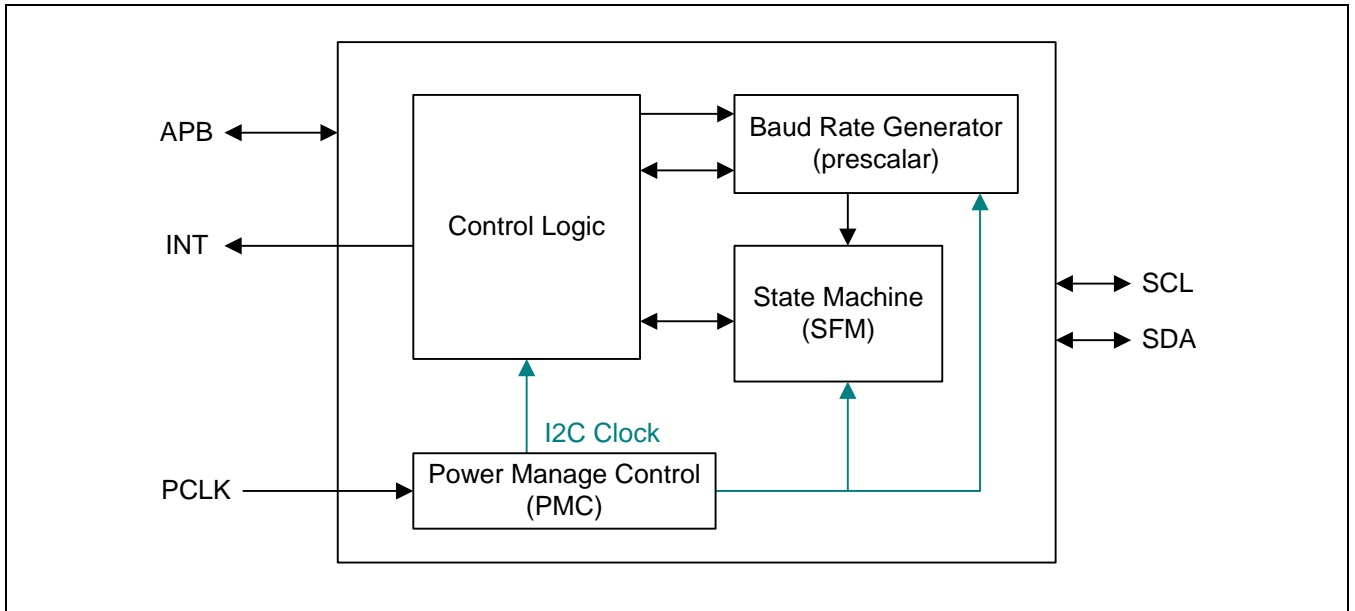 APB
INT
PCLK
Control Logic
Baud Rate Generator
(prescalar)
State Machine
(SFM)
I2C Clock
Power Manage Control
(PMC)
SCL
SDA